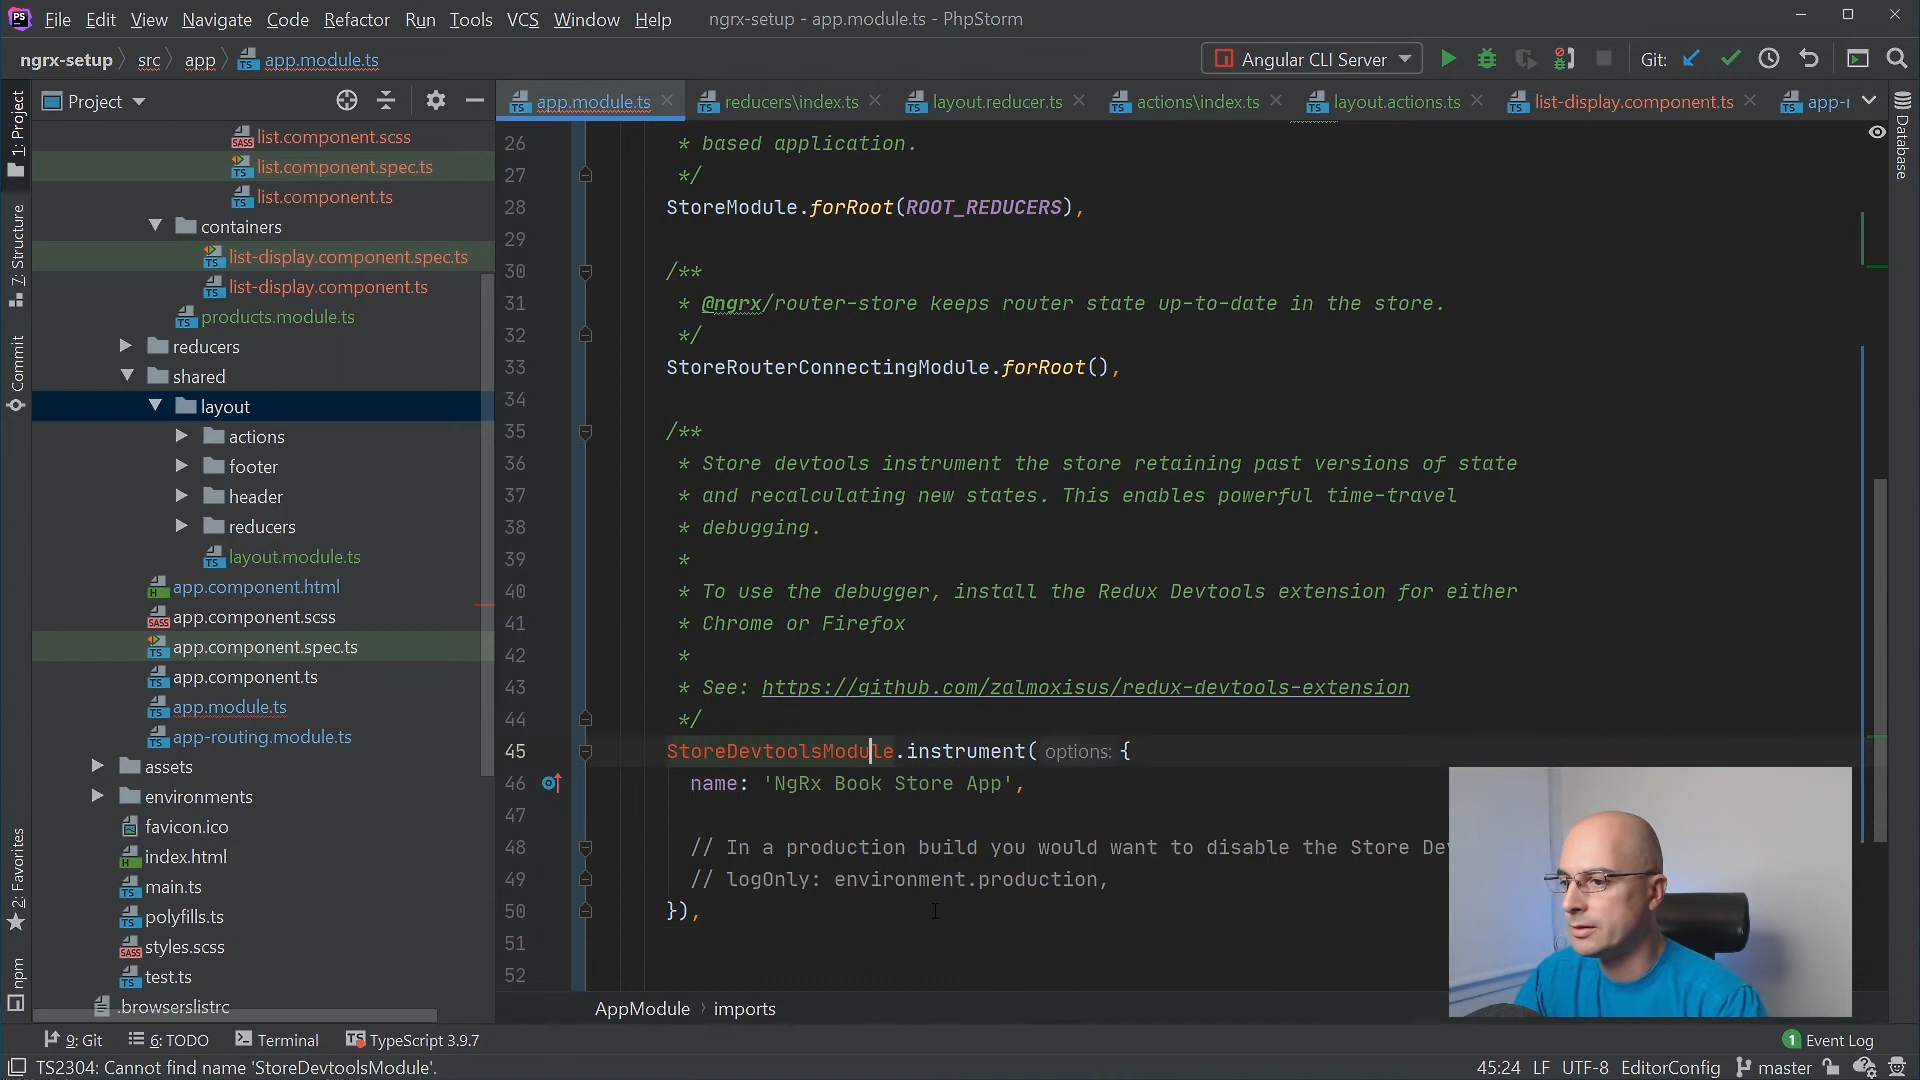 File Edit View Navigate Code Refactor Run Tools VCS Window Help
ngrx-setup - app.module.ts - PhpStorm
ngrx-setup src app app.module.ts
Angular CLI Server
Git:
Project
app.module.ts reducers\index.ts layout.reducer.ts actions\index.ts layout.actions.ts list-display.component.ts
1: Project
7: Structure
Commit
2: Favorites
npm
Database
list.component.scss
list.component.spec.ts
list.component.ts
containers
list-display.component.spec.ts
list-display.component.ts
products.module.ts
reducers
shared
layout
actions
footer
header
reducers
layout.module.ts
app.component.html
app.component.scss
app.component.spec.ts
app.component.ts
app.module.ts
app-routing.module.ts
assets
environments
favicon.ico
index.html
main.ts
polyfills.ts
styles.scss
test.ts
.browserslistrc
26 * based application.
27 */
28 StoreModule.forRoot(ROOT_REDUCERS),
29
30 /**
31 * @ngrx/router-store keeps router state up-to-date in the store.
32 */
33 StoreRouterConnectingModule.forRoot(),
34
35 /**
36 * Store devtools instrument the store retaining past versions of state
37 * and recalculating new states. This enables powerful time-travel
38 * debugging.
39 *
40 * To use the debugger, install the Redux Devtools extension for either
41 * Chrome or Firefox
42 *
43 * See: https://github.com/zalmoxisus/redux-devtools-extension
44 */
45 StoreDevtoolsModule.instrument( options: {
46 name: 'NgRx Book Store App',
47
48 // In a production build you would want to disable the Store
49 // logOnly: environment.production,
50 }),
51
52
AppModule imports
9: Git 6: TODO Terminal TypeScript 3.9.7
1 Event Log
TS2304: Cannot find name 'StoreDevtoolsModule'.
45:24 LF UTF-8 EditorConfig master